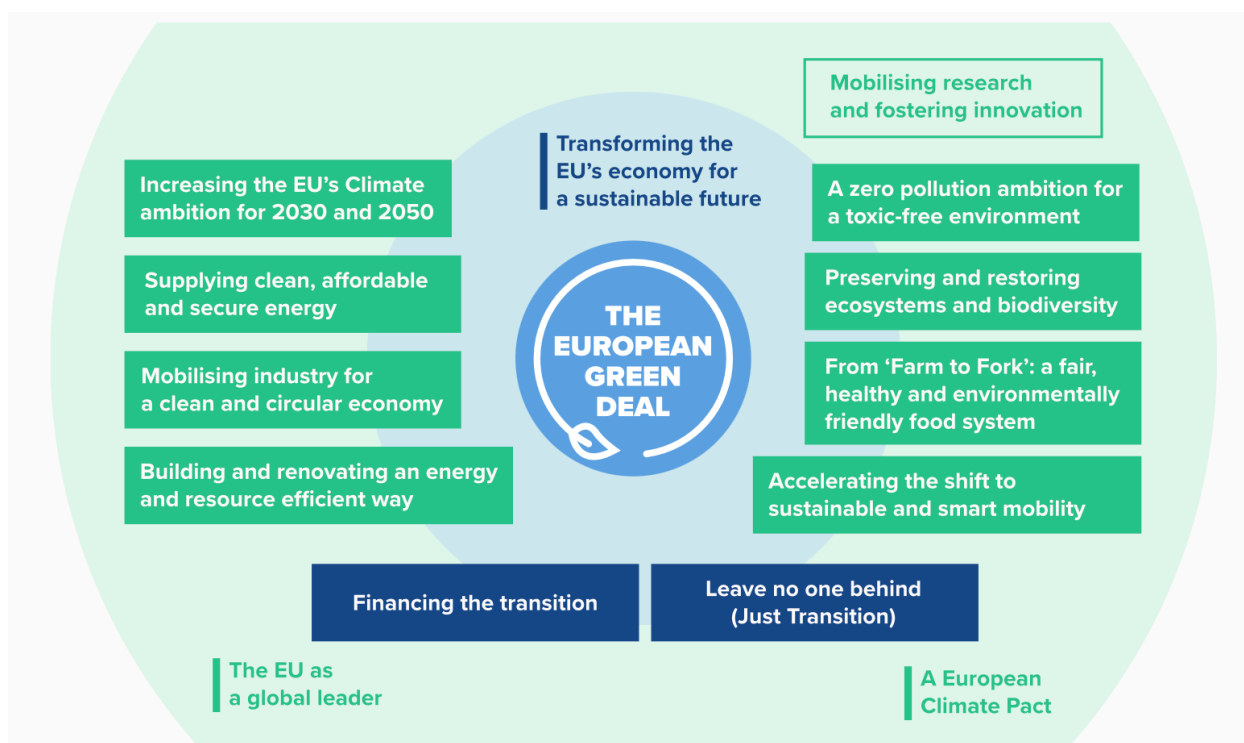 Mobilising research
and fostering innovation
Transforming the
EU's economy for
a sustainable future
Increasing the EU's Climate
ambition for 2030 and 2050
Supplying clean, affordable
and secure energy
Mobilising industry for
a clean and circular economy
Building and renovating an energy
and resource efficient way
THE
EUROPEAN
GREEN
DEAL
A zero pollution ambition for
a toxic-free environment
Preserving and restoring
ecosystems and biodiversity
From ‘Farm to Fork’: a fair,
healthy and environmentally
friendly food system
Accelerating the shift to
sustainable and smart mobility
Financing the transition
Leave no one behind
(Just Transition)
The EU as
a global leader
A European
Climate Pact